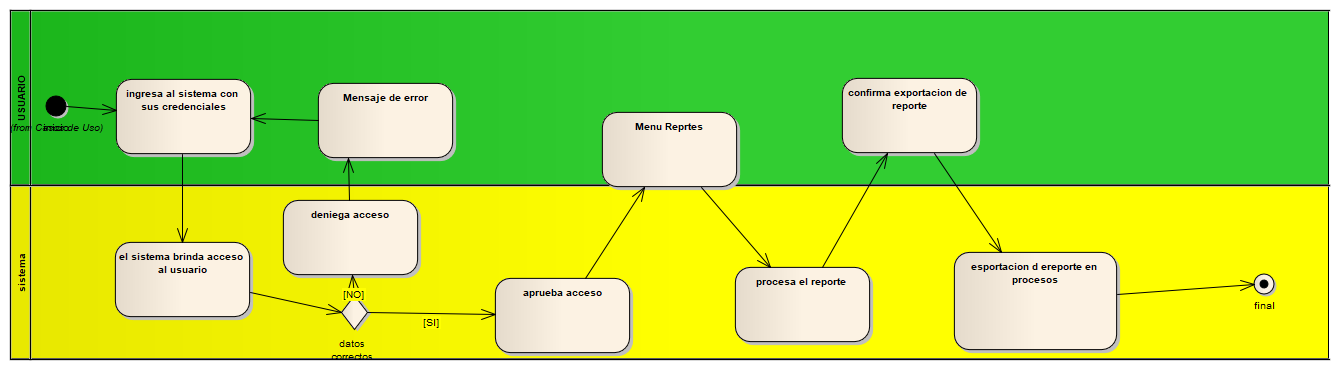 USUARIO
ingresa al sistema con
sus credenciales
Mensaje de error
Menu Reprtes
confirma exportacion de
reporte
(from Casos de Uso)
sistema
el sistema brinda acceso
al usuario
deniega acceso
[NO]
datos
correctos
[SI]
aprueba acceso
procesa el reporte
esportacion d ereporte en
procesos
final